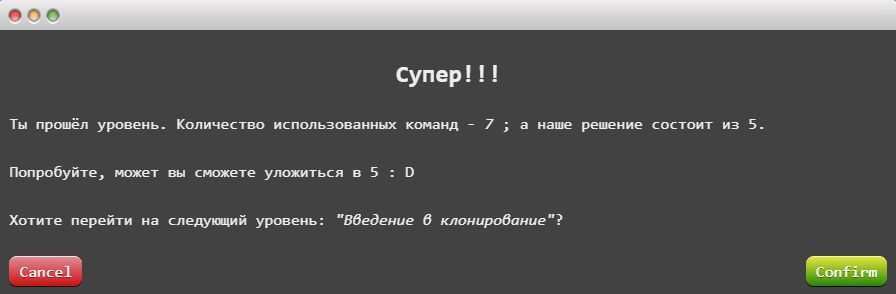 Супер!!!
Ты прошёл уровень. Количество использованных команд - 7 ; а наше решение состоит из 5.
Попробуйте, может вы сможете уложиться в 5 : D
Хотите перейти на следующий уровень: "Введение в клонирование"?
Cancel
Confirm